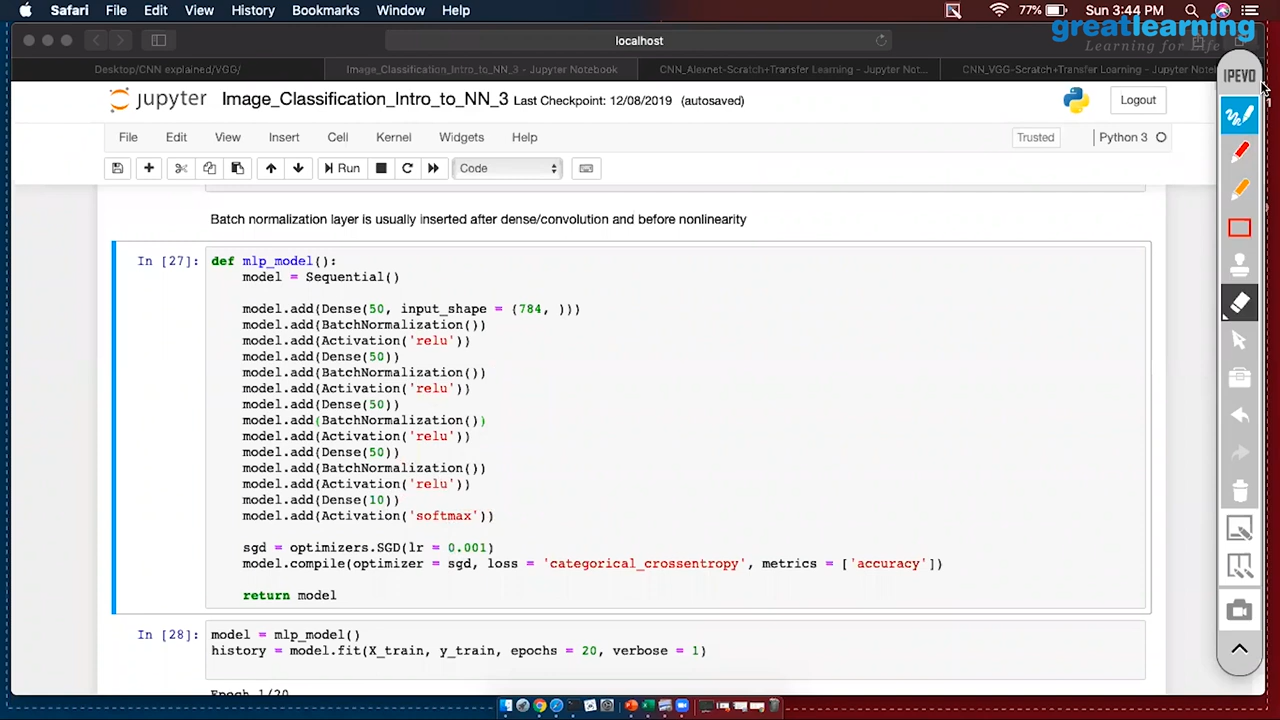 Safari File Edit View History Bookmarks Window Help 77% Sun 3:44 PM
greatlearning
Learning for Life
localhost
Desktop/CNN explained/VGG/ Image_Classification_Intro_to_NN_3 - Jupyter Notebook CNN_Alexnet-Scratch+Transfer Learning - Jupyter Not... CNN_VGG-Scratch+Transfer Learning - Jupyter Note
IPEVO
jupyter Image_Classification_Intro_to_NN_3 Last Checkpoint: 12/08/2019 (autosaved) Logout
File Edit View Insert Cell Kernel Widgets Help Trusted Python 3
Run Code
Batch normalization layer is usually inserted after dense/convolution and before nonlinearity
In [27]: def mlp_model():
model = Sequential()
model.add(Dense(50, input_shape = (784, )))
model.add(BatchNormalization())
model.add(Activation('relu'))
model.add(Dense(50))
model.add(BatchNormalization())
model.add(Activation('relu'))
model.add(Dense(50))
model.add(BatchNormalization())
model.add(Activation('relu'))
model.add(Dense(50))
model.add(BatchNormalization())
model.add(Activation('relu'))
model.add(Dense(10))
model.add(Activation('softmax'))
sgd = optimizers.SGD(lr = 0.001)
model.compile(optimizer = sgd, loss = 'categorical_crossentropy', metrics = ['accuracy'])
return model
In [28]: model = mlp_model()
history = model.fit(X_train, y_train, epochs = 20, verbose = 1)
Epoch 1/20